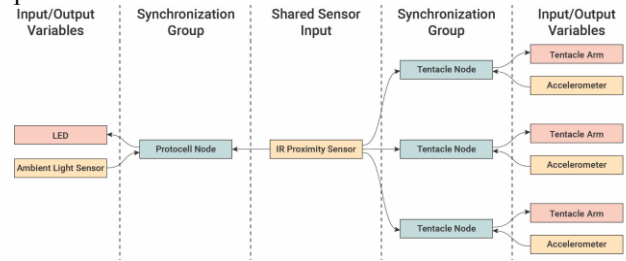 Input/Output
Variables
Synchronization
Group
Shared Sensor
Input
Synchronization
Group
Input/Output
Variables
Tentacle Arm
Tentacle Node
Accelerometer
LED
Tentacle Arm
Protocell Node
IR Proximity Sensor
Tentacle Node
Ambient Light Sensor
Accelerometer
Tentacle Arm
Tentacle Node
Accelerometer